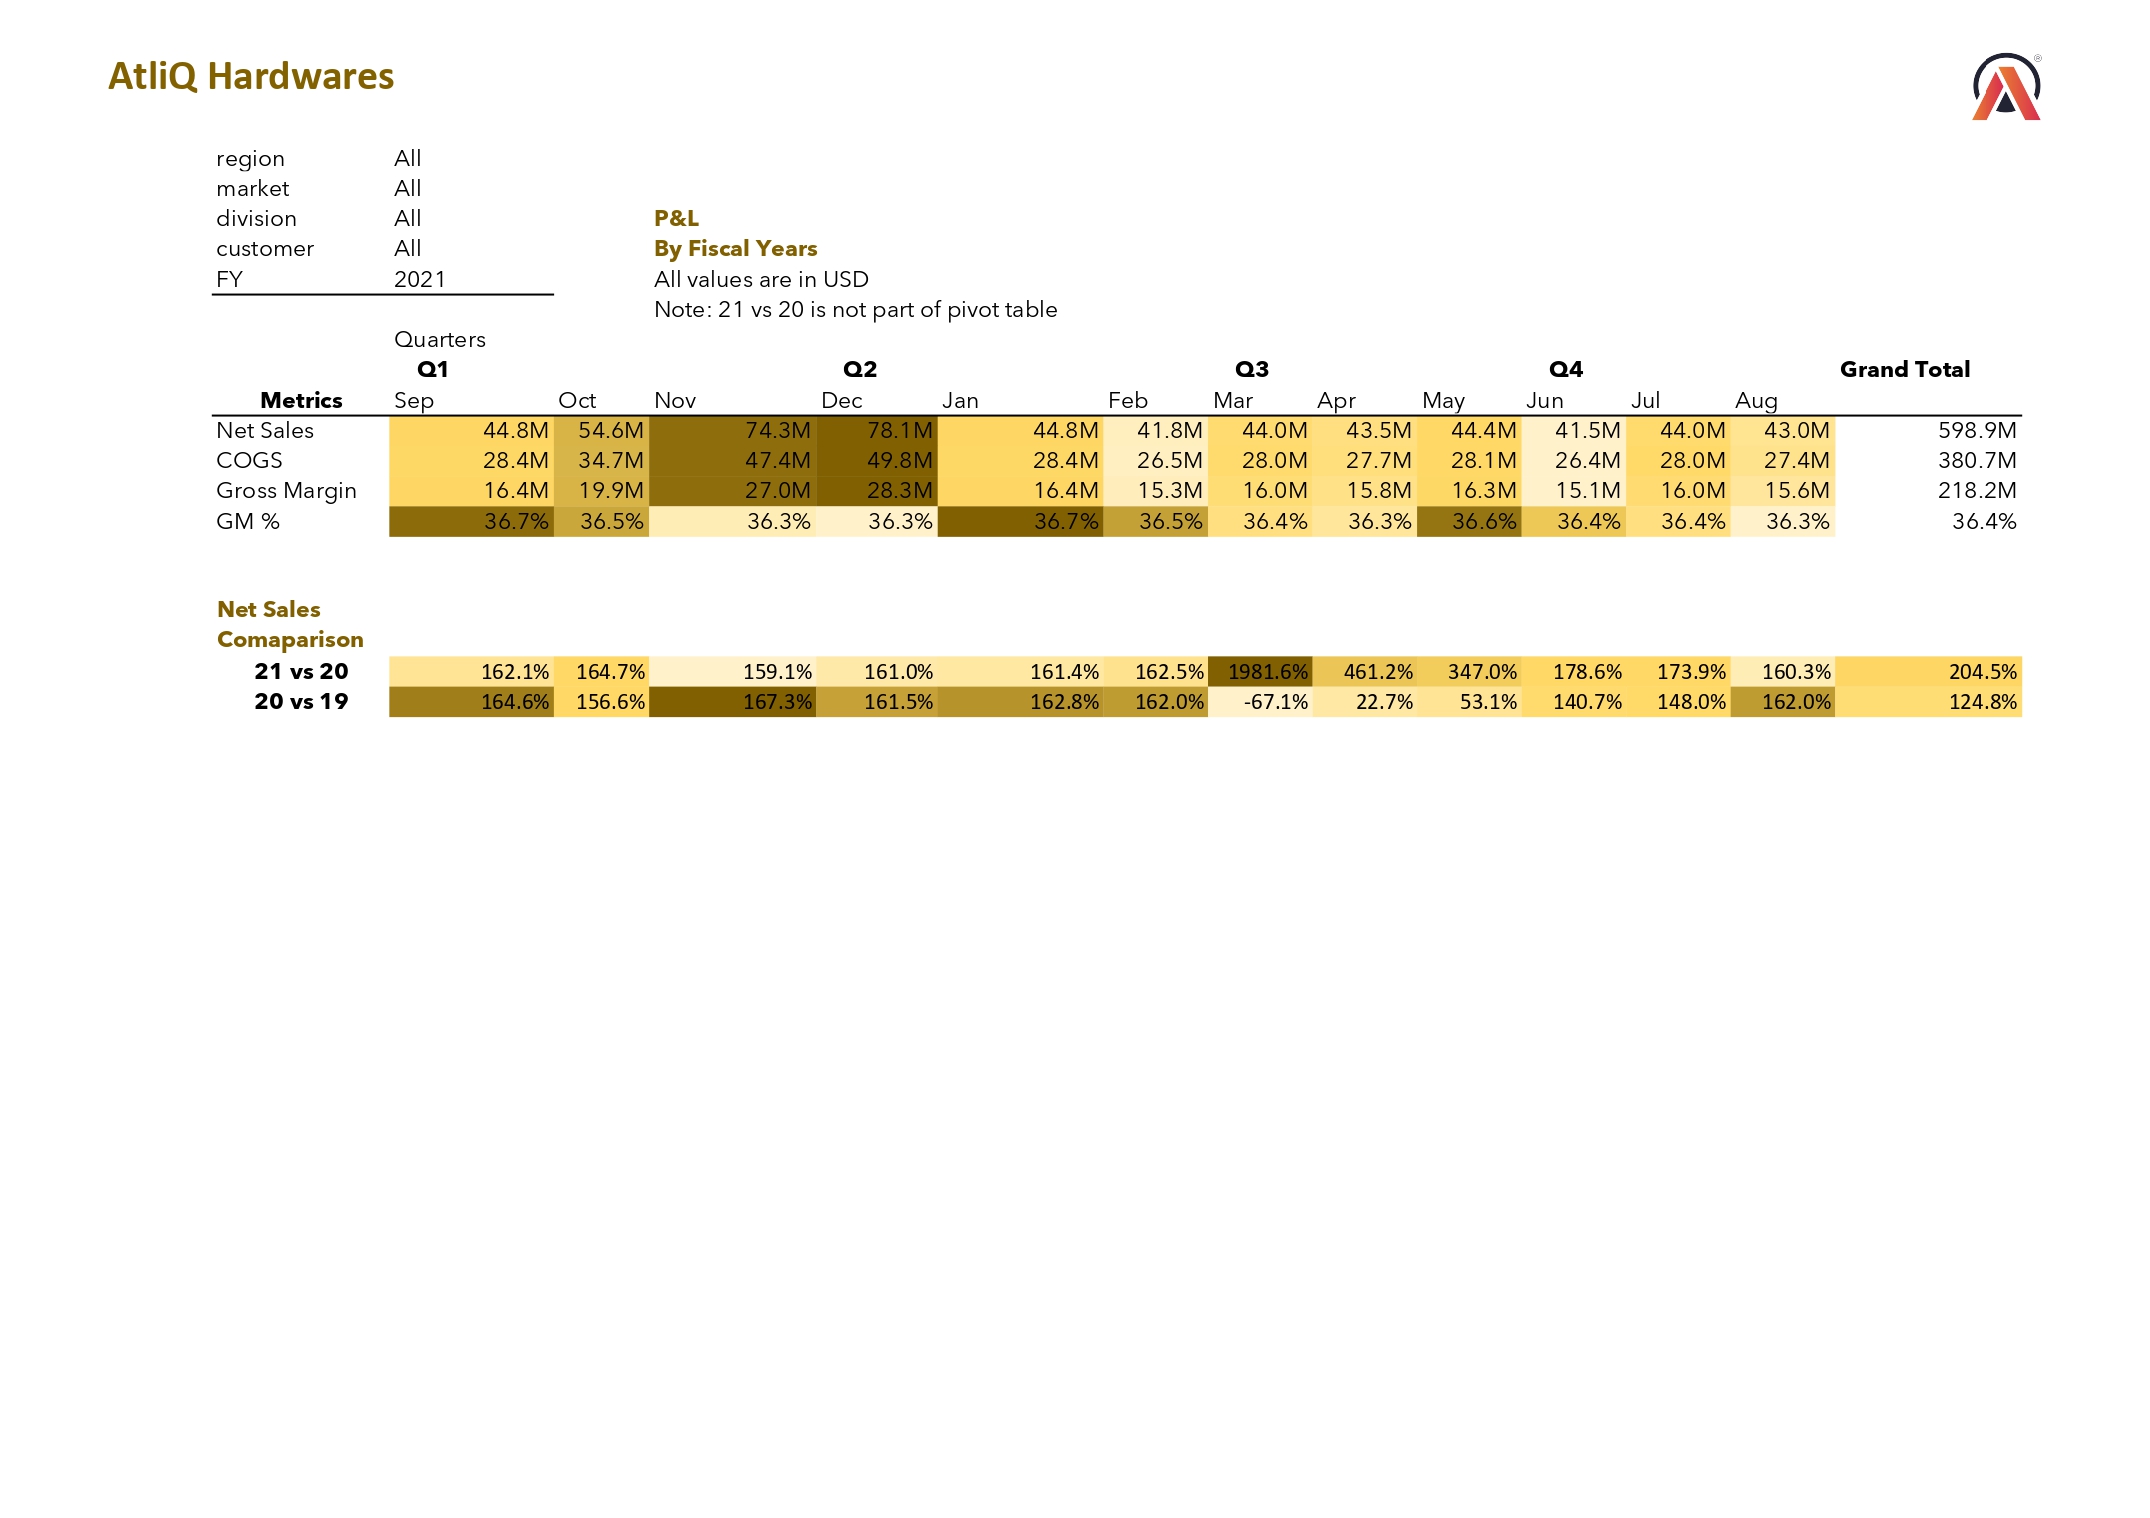 AtliQ Hardwares
®
region All
market All
division All P&L
customer All By Fiscal Years
FY 2021 All values are in USD
Note: 21 vs 20 is not part of pivot table
Quarters
Q1 Q2 Q3 Q4 Grand Total
Metrics Sep Oct Nov Dec Jan Feb Mar Apr May Jun Jul Aug
Net Sales 44.8M 54.6M 74.3M 78.1M 44.8M 41.8M 44.0M 43.5M 44.4M 41.5M 44.0M 43.0M 598.9M
COGS 28.4M 34.7M 47.4M 49.8M 28.4M 26.5M 28.0M 27.7M 28.1M 26.4M 28.0M 27.4M 380.7M
Gross Margin 16.4M 19.9M 27.0M 28.3M 16.4M 15.3M 16.0M 15.8M 16.3M 15.1M 16.0M 15.6M 218.2M
GM % 36.7% 36.5% 36.3% 36.3% 36.7% 36.5% 36.4% 36.3% 36.6% 36.4% 36.4% 36.3% 36.4%
Net Sales
Comaparison
21 vs 20 162.1% 164.7% 159.1% 161.0% 161.4% 162.5% 1981.6% 461.2% 347.0% 178.6% 173.9% 160.3% 204.5%
20 vs 19 164.6% 156.6% 167.3% 161.5% 162.8% 162.0% -67.1% 22.7% 53.1% 140.7% 148.0% 162.0% 124.8%